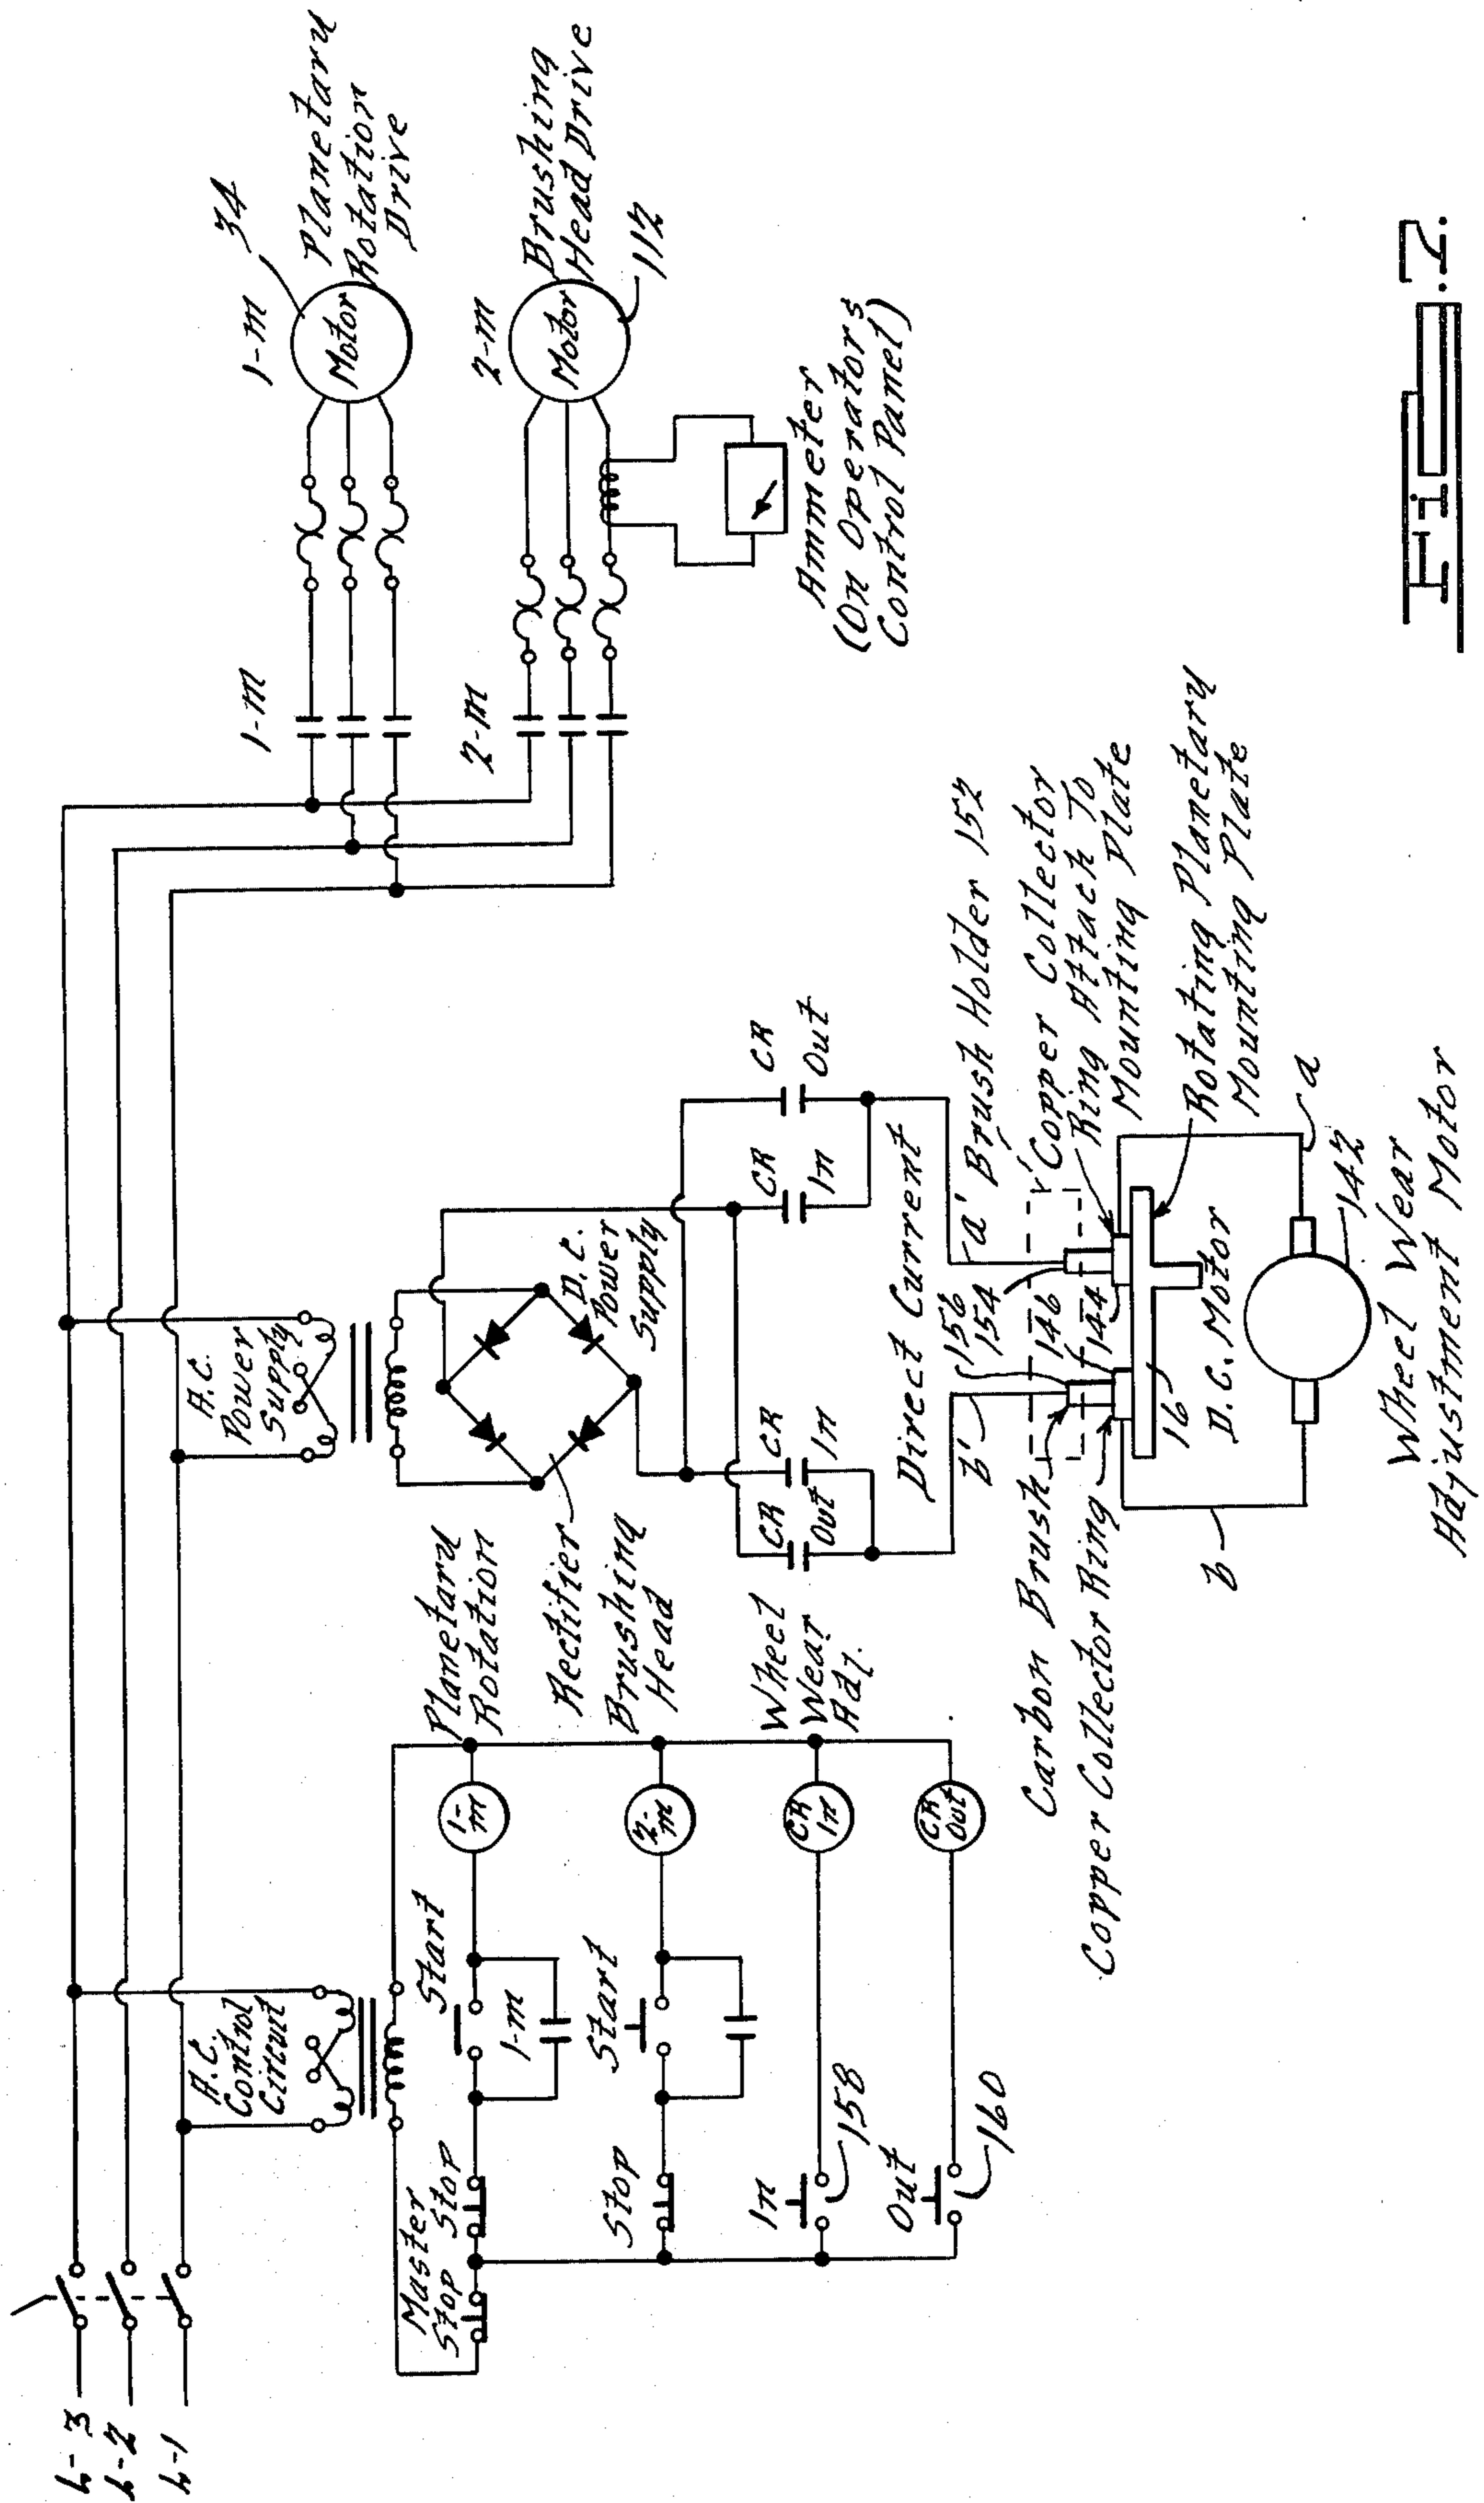 L-3
L-2
L-1
A.C.
Control
Circuit
Master
Stop
Stop
Start
1-M
1-M
Planetary
Rotation
Stop
Start
2-M
Brushing
Head
In
158
CR
In
Wheel
Wear
Adj.
Out
160
CR
Out
A.C.
Power
Supply
Rectifier
D.C.
Power
Supply
CR
Out
CR
In
CR
In
CR
Out
Direct Current
b'
a'
Brush Holder 152
156
154
146
144
Carbon Brush
Copper Collector Ring
Copper Collector
Ring Attach To
Mounting Plate
Rotating Planetary
Mounting Plate
16
D.C. Motor
b
a
142
Wheel Wear
Adjustment Motor
1-M
1-M
34
Motor
Planetary
Rotation
Drive
2-M
2-M
Motor
Brushing
Head Drive
112
Ammeter
(On Operators
Control Panel)
Fig. 7.